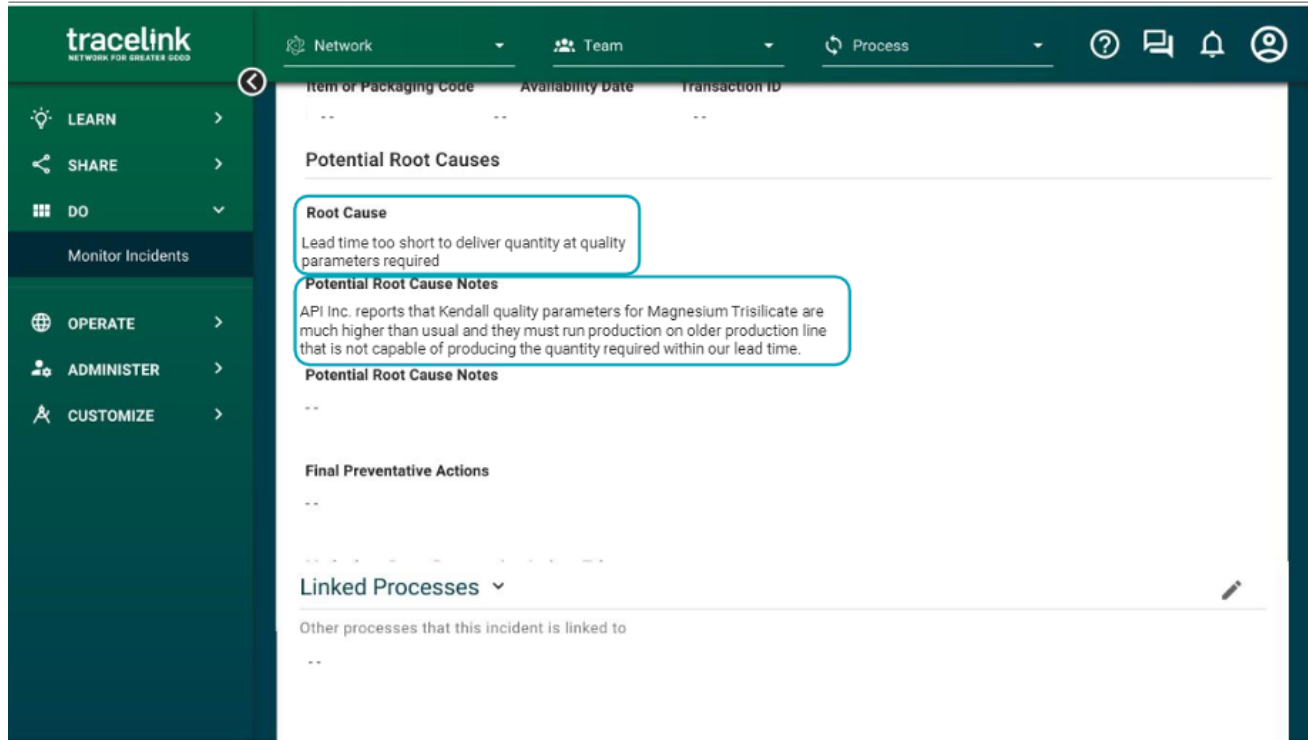 tracelink
NETWORK FOR GREATER GOOD
Network
Team
Process
LEARN
SHARE
DO
Monitor Incidents
OPERATE
ADMINISTER
CUSTOMIZE
Item or Packaging Code Availability Date Transaction ID
-- -- --
Potential Root Causes
Root Cause
Lead time too short to deliver quantity at quality
parameters required
Potential Root Cause Notes
API Inc. reports that Kendall quality parameters for Magnesium Trisilicate are
much higher than usual and they must run production on older production line
that is not capable of producing the quantity required within our lead time.
Potential Root Cause Notes
--
Final Preventative Actions
--
Linked Processes
Other processes that this incident is linked to
--